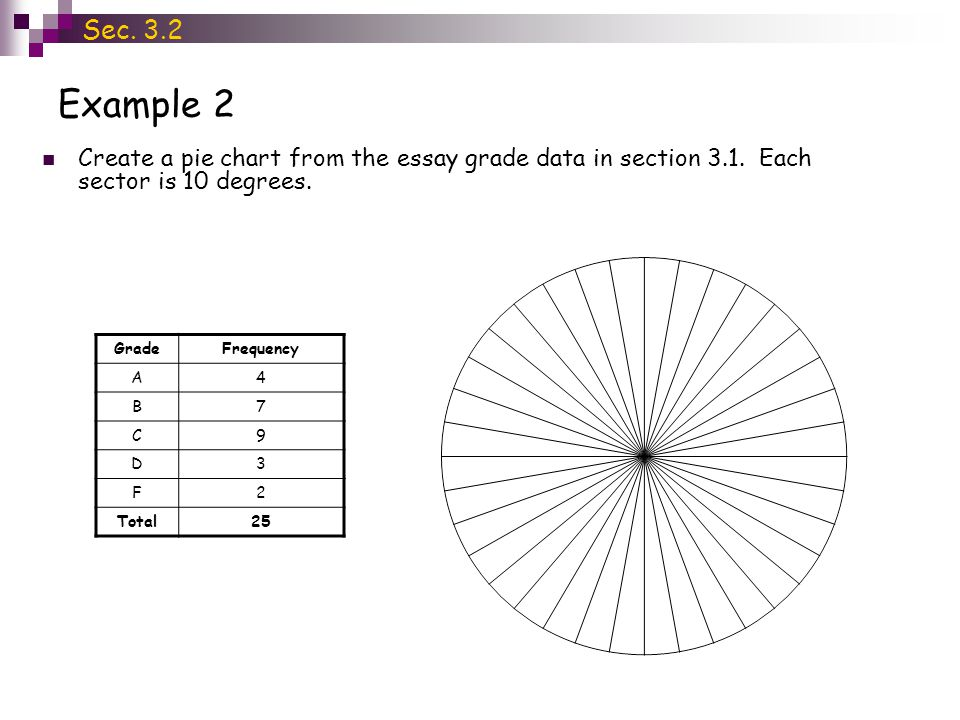 Sec. 3.2
Example 2
Create a pie chart from the essay grade data in section 3.1. Each
sector is 10 degrees.
Grade Frequency
A 4
B 7
C 9
D 3
F 2
Total 25